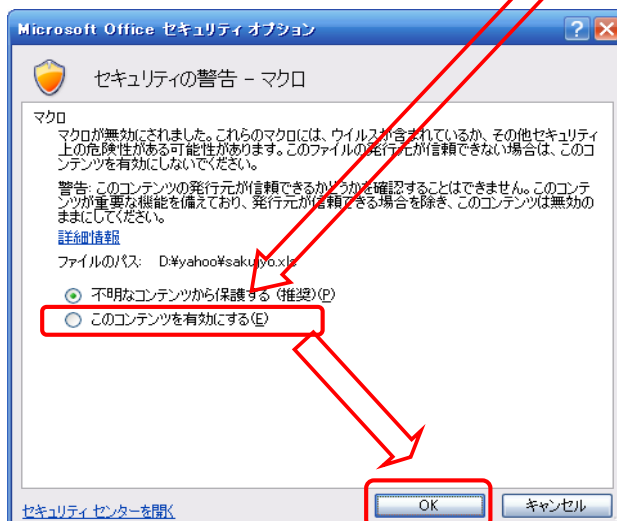 Microsoft Office セキュリティ オプション
セキュリティの警告 - マクロ
マクロ
マクロが無効にされました。これらのマクロには、ウイルスが含まれているか、その他セキュリティ
上の危険性がある可能性があります。このファイルの発行元が信頼できない場合は、このコ
ンテンツを有効にしないでください。
警告: このコンテンツの発行元が信頼できるかどうかを確認することはできません。このコンテ
ンツが重要な機能を備えており、発行元が信頼できる場合を除き、このコンテンツは無効の
ままにしてください。
詳細情報
ファイルのパス: D:¥yahoo¥sakujyo.xls
不明なコンテンツから保護する (推奨)(P)
このコンテンツを有効にする(E)
セキュリティ センターを開く
OK
キャンセル